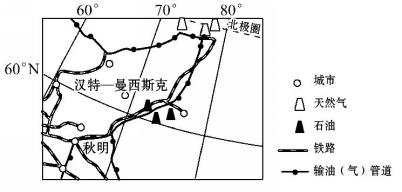 60° 70° 80°
北极圈
60°N
汉特—曼西斯克
秋明
城市
天然气
石油
铁路
输油（气）管道